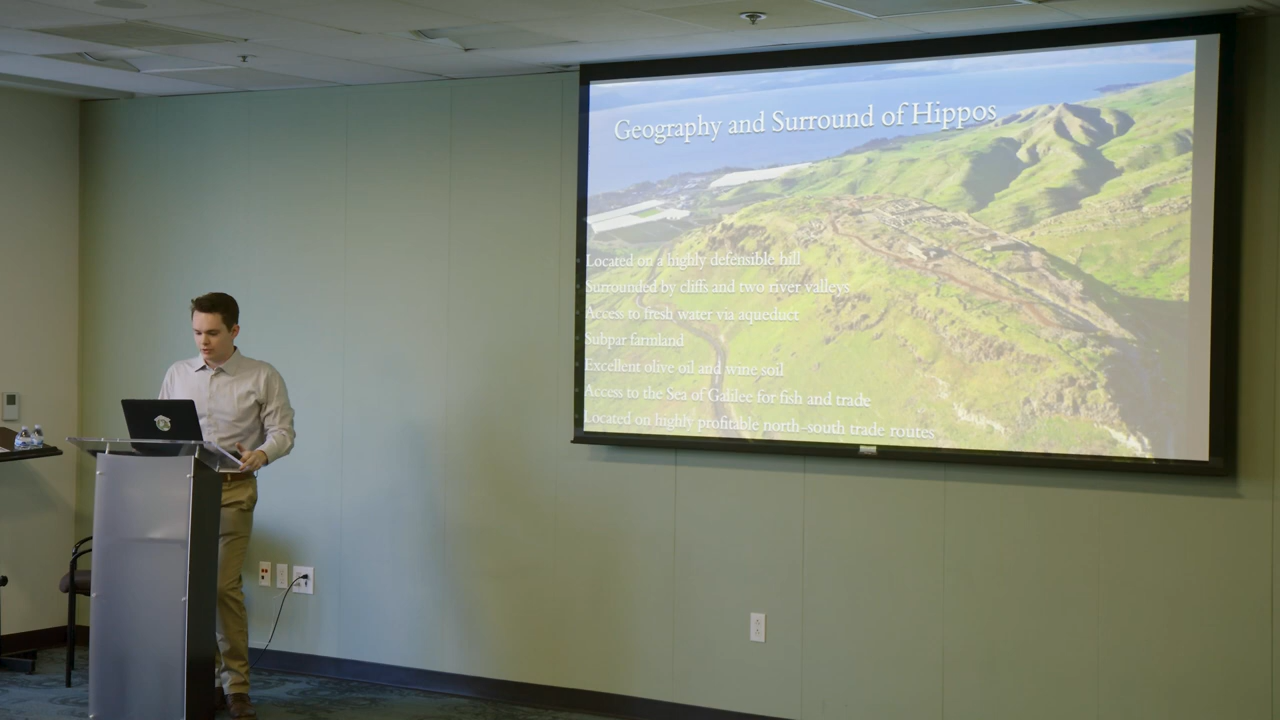 Geography and Surround of Hippos
Located on a highly defensible hill
Surrounded by cliffs and two river valleys
Access to fresh water via aqueduct
Subpar farmland
Excellent olive oil and wine soil
Access to the Sea of Galilee for fish and trade
Located on highly profitable north-south trade routes